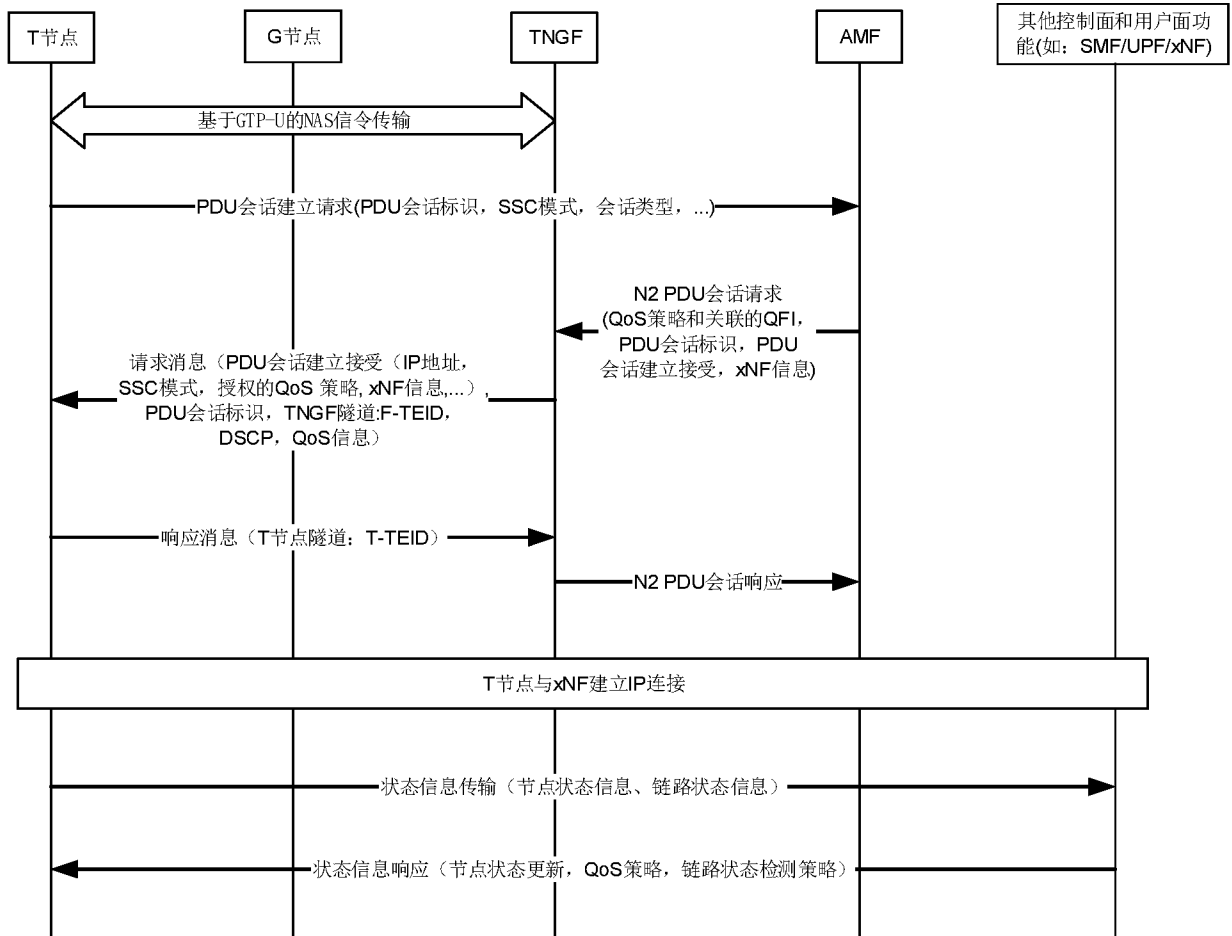 T节点
G节点
TNGF
AMF
其他控制面和用户面功
能(如：SMF/UPF/xNF)
基于GTP-U的NAS信令传输
PDU会话建立请求(PDU会话标识，SSC模式，会话类型，...)
N2 PDU会话请求
(QoS策略和关联的QFI，
PDU会话标识，PDU
会话建立接受，xNF信息)
请求消息（PDU会话建立接受（IP地址，
SSC模式，授权的QoS 策略, xNF信息,...）,
PDU会话标识，TNGF隧道:F-TEID，
DSCP，QoS信息）
响应消息（T节点隧道：T-TEID）
N2 PDU会话响应
T节点与xNF建立IP连接
状态信息传输（节点状态信息、链路状态信息）
状态信息响应（节点状态更新，QoS策略，链路状态检测策略）